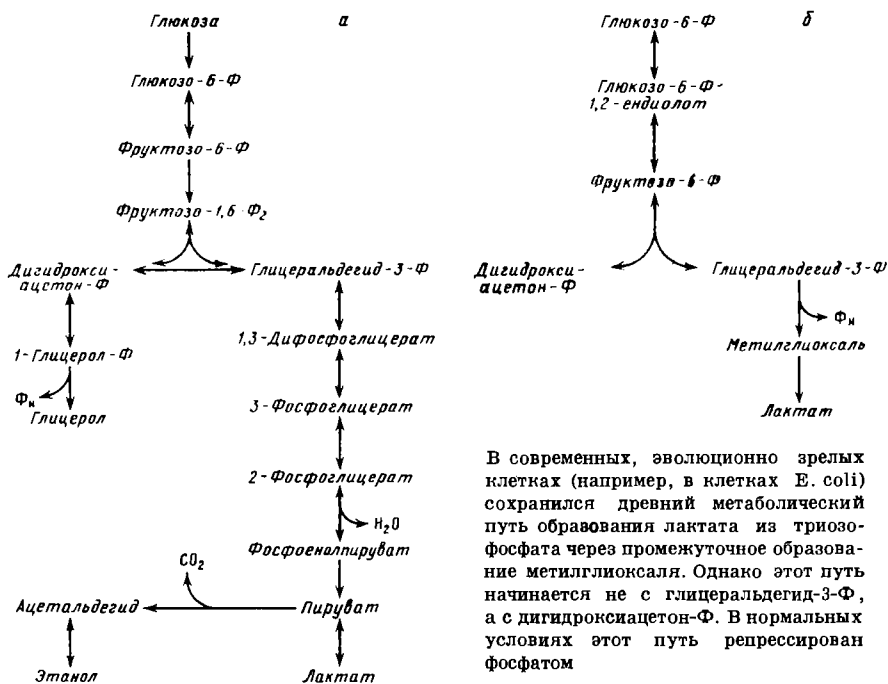 Глюкоза
а
Глюкозо-6-Ф
Фруктозо-6-Ф
Фруктозо-1,6-Ф₂
Дигидрокси-
ацетон-Ф
Глицеральдегид-3-Ф
1-Глицерол-Ф
Фн
Глицерол
1,3-Дифосфоглицерат
3-Фосфоглицерат
2-Фосфоглицерат
H₂O
Фосфоенолпируват
CO₂
Ацетальдегид
Пируват
Этанол
Лактат
Глюкозо-6-Ф
б
Глюкозо-6-Ф-
1,2-ендиолот
Фруктозо-6-Ф
Дигидрокси-
ацетон-Ф
Глицеральдегид-3-Ф
Фн
Метилглиоксаль
Лактат
В современных, эволюционно зрелых
клетках (например, в клетках E. coli)
сохранился древний метаболический
путь образования лактата из триозо-
фосфата через промежуточное образова-
ние метилглиоксаля. Однако этот путь
начинается не с глицеральдегид-3-Ф,
а с дигидроксиацетон-Ф. В нормальных
условиях этот путь репрессирован
фосфатом